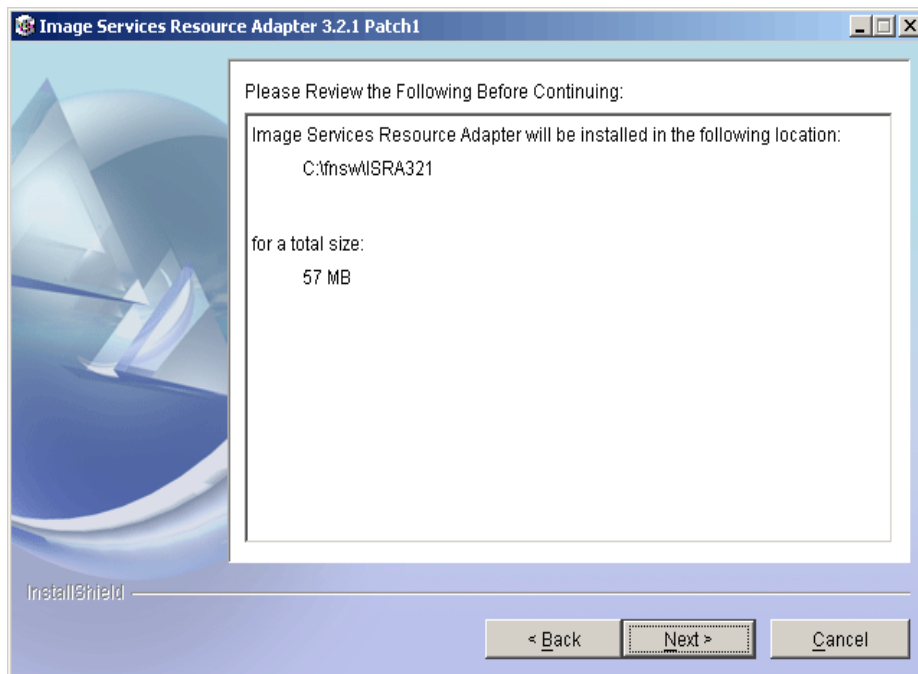 Image Services Resource Adapter 3.2.1 Patch1
Please Review the Following Before Continuing:
Image Services Resource Adapter will be installed in the following location:
C:\fnsw\ISRA321
for a total size:
57 MB
InstallShield
< Back
Next >
Cancel